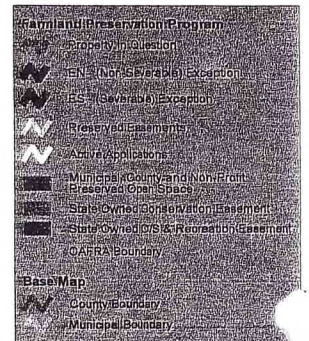 Farmland Preservation Program
Property In Question
EN - (Non-Severable) Exception
ES - (Severable) Exception
Preserved Easements
Active Applications
Municipal, County and Non-Profit
Preserved Open Space
State Owned Conservation Easement
State Owned O/S & Recreation Easement
CAFRA Boundary
Base Map
County Boundary
Municipal Boundary